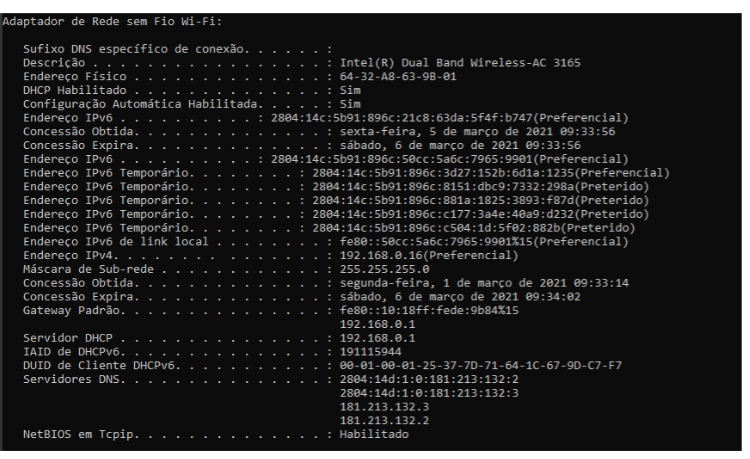 Adaptador de Rede sem Fio Wi-Fi:
Sufixo DNS específico de conexão. . . . . . :
Descrição . . . . . . . . . . . . . . . . . : Intel(R) Dual Band Wireless-AC 3165
Endereço Físico . . . . . . . . . . . . . . : 64-32-A8-63-9B-01
DHCP Habilitado . . . . . . . . . . . . . . : Sim
Configuração Automática Habilitada. . . . . : Sim
Endereço IPv6 . . . . . . . . . . : 2804:14c:5b91:896c:21c8:63da:5f4f:b747(Preferencial)
Concessão Obtida. . . . . . . . . . . . . . : sexta-feira, 5 de março de 2021 09:33:56
Concessão Expira. . . . . . . . . . . . . . : sábado, 6 de março de 2021 09:33:56
Endereço IPv6 . . . . . . . . . . : 2804:14c:5b91:896c:50cc:5a6c:7965:9901(Preferencial)
Endereço IPv6 Temporário. . . . . . . . : 2804:14c:5b91:896c:3d27:152b:6d1a:1235(Preferencial)
Endereço IPv6 Temporário. . . . . . . . : 2804:14c:5b91:896c:8151:dbc9:7332:298a(Preterido)
Endereço IPv6 Temporário. . . . . . . . : 2804:14c:5b91:896c:881a:1825:3893:f87d(Preterido)
Endereço IPv6 Temporário. . . . . . . . : 2804:14c:5b91:896c:c177:3a4e:40a9:d232(Preterido)
Endereço IPv6 Temporário. . . . . . . . : 2804:14c:5b91:896c:c504:1d:5f02:882b(Preterido)
Endereço IPv6 de link local . . . . . . . . : fe80::50cc:5a6c:7965:9901%15(Preferencial)
Endereço IPv4. . . . . . . . . . . . . . . : 192.168.0.16(Preferencial)
Máscara de Sub-rede . . . . . . . . . . . . : 255.255.255.0
Concessão Obtida. . . . . . . . . . . . . . : segunda-feira, 1 de março de 2021 09:33:14
Concessão Expira. . . . . . . . . . . . . . : sábado, 6 de março de 2021 09:34:02
Gateway Padrão. . . . . . . . . . . . . . . : fe80::10:18ff:fede:9b84%15
192.168.0.1
Servidor DHCP . . . . . . . . . . . . . . . : 192.168.0.1
IAID de DHCPv6. . . . . . . . . . . . . . . : 191115944
DUID de Cliente DHCPv6. . . . . . . . . . . : 00-01-00-01-25-37-7D-71-64-1C-67-9D-C7-F7
Servidores DNS. . . . . . . . . . . . . . . : 2804:14d:1:0:181:213:132:2
2804:14d:1:0:181:213:132:3
181.213.132.3
181.213.132.2
NetBIOS em Tcpip. . . . . . . . . . . . . . : Habilitado